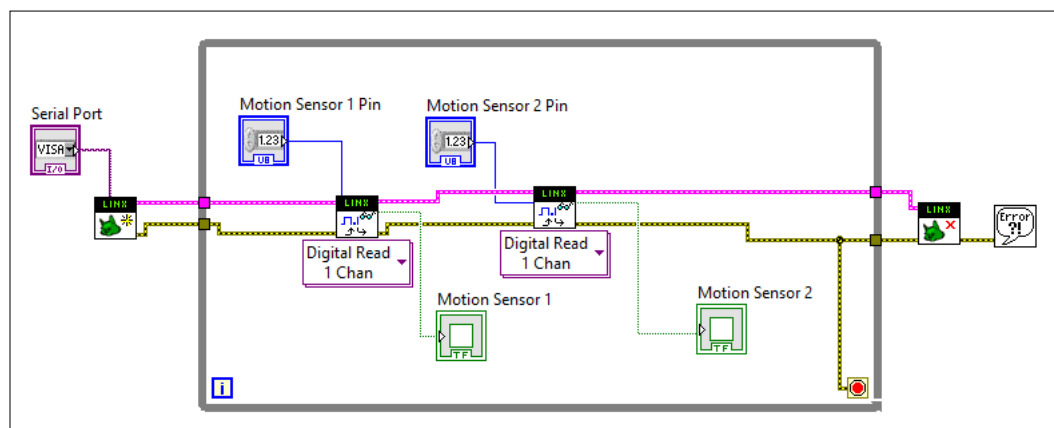 Serial Port
VISA
I/O
LINX
Motion Sensor 1 Pin
1.23
U8
LINX
Digital Read
1 Chan
Motion Sensor 2 Pin
1.23
U8
LINX
Digital Read
1 Chan
Motion Sensor 1
TF
Motion Sensor 2
TF
i
LINX
Error
?!